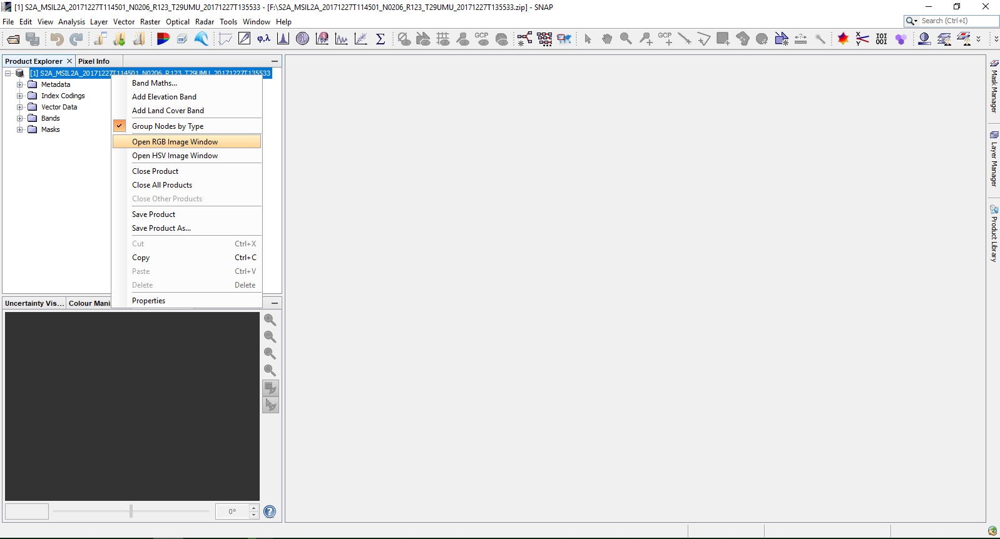 [1] S2A_MSIL2A_20171227T114501_N0206_R123_T29UMU_20171227T135533 - [F:\S2A_MSIL2A_20171227T114501_N0206_R123_T29UMU_20171227T135533.zip] - SNAP
File Edit View Analysis Layer Vector Raster Optical Radar Tools Window Help
Search (Ctrl+I)
φ,λ GCP Σ GCP X Y IOI 00I
Product Explorer Pixel Info
[1] S2A_MSIL2A_20171227T114501_N0206_R123_T29UMU_20171227T135533
Metadata
Index Codings
Vector Data
Bands
Masks
Band Maths...
Add Elevation Band
Add Land Cover Band
Group Nodes by Type
Open RGB Image Window
Open HSV Image Window
Close Product
Close All Products
Close Other Products
Save Product
Save Product As...
Cut Ctrl+X
Copy Ctrl+C
Paste Ctrl+V
Delete Delete
Properties
Uncertainty Vis... Colour Mani
0°
Mask Manager
Layer Manager
Product Library